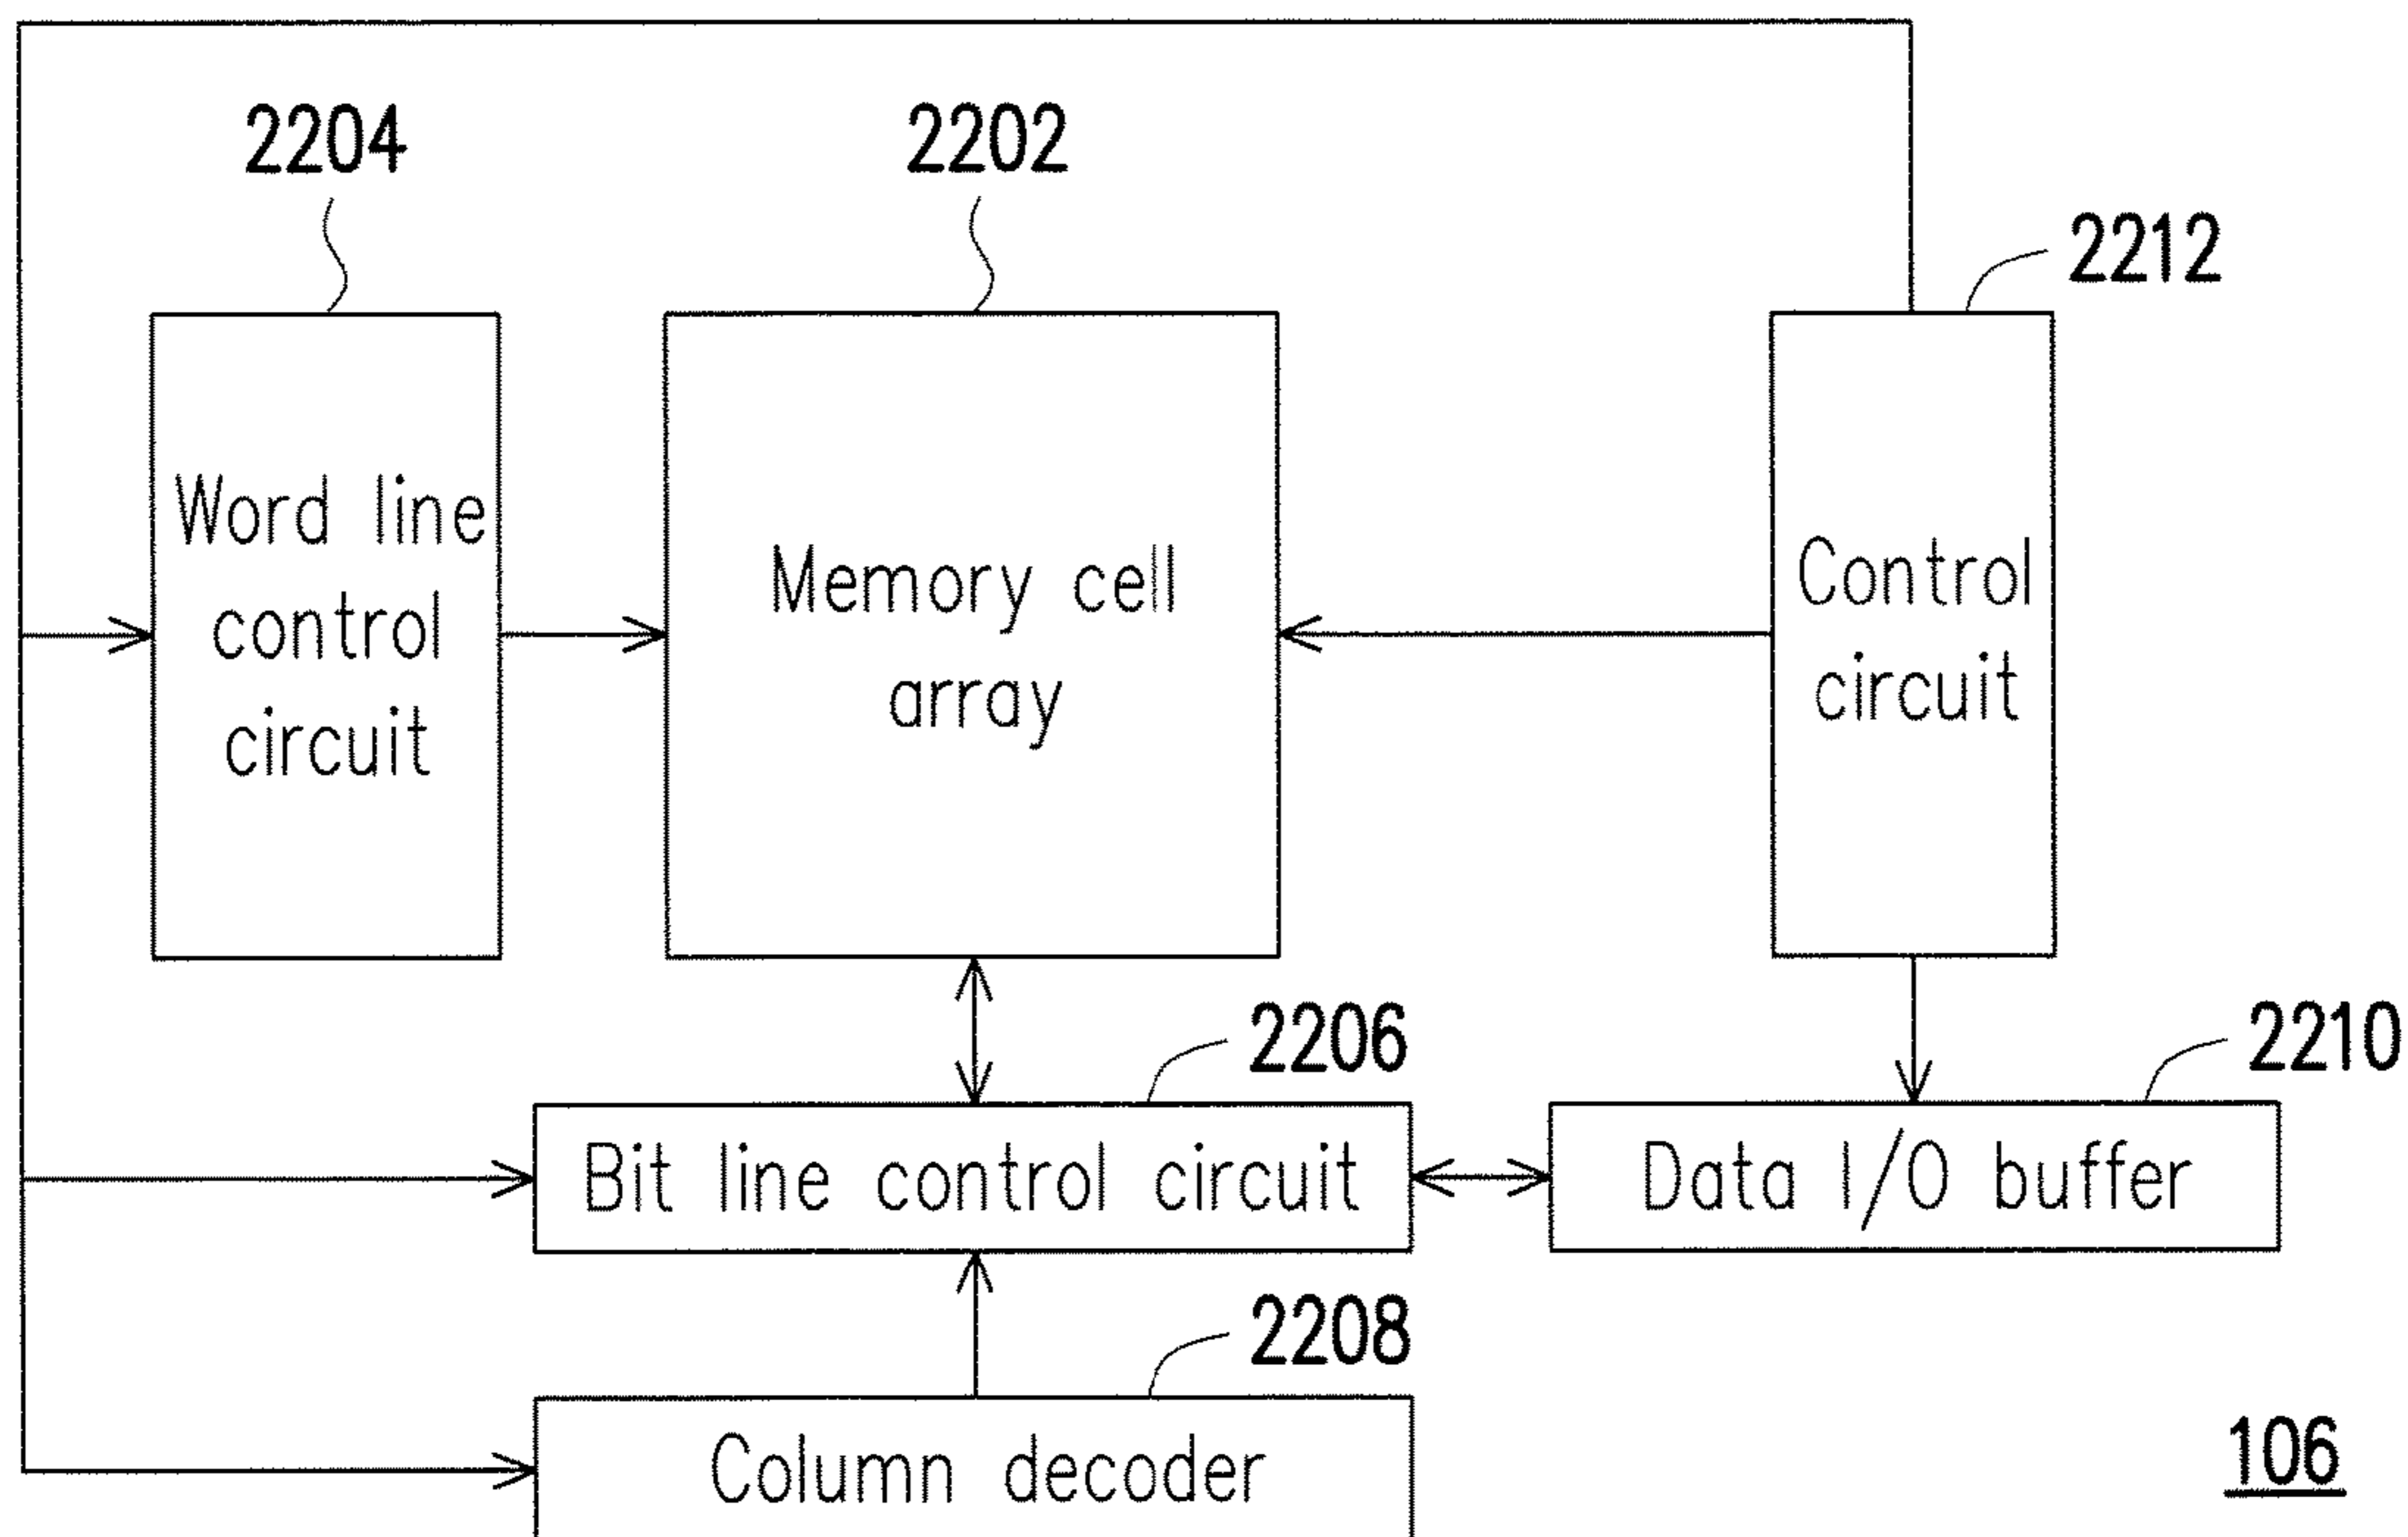 2204
2202
2212
Word line
control
circuit
Memory cell
array
Control
circuit
2206
2210
Bit line control circuit
Data I/O buffer
2208
Column decoder
106